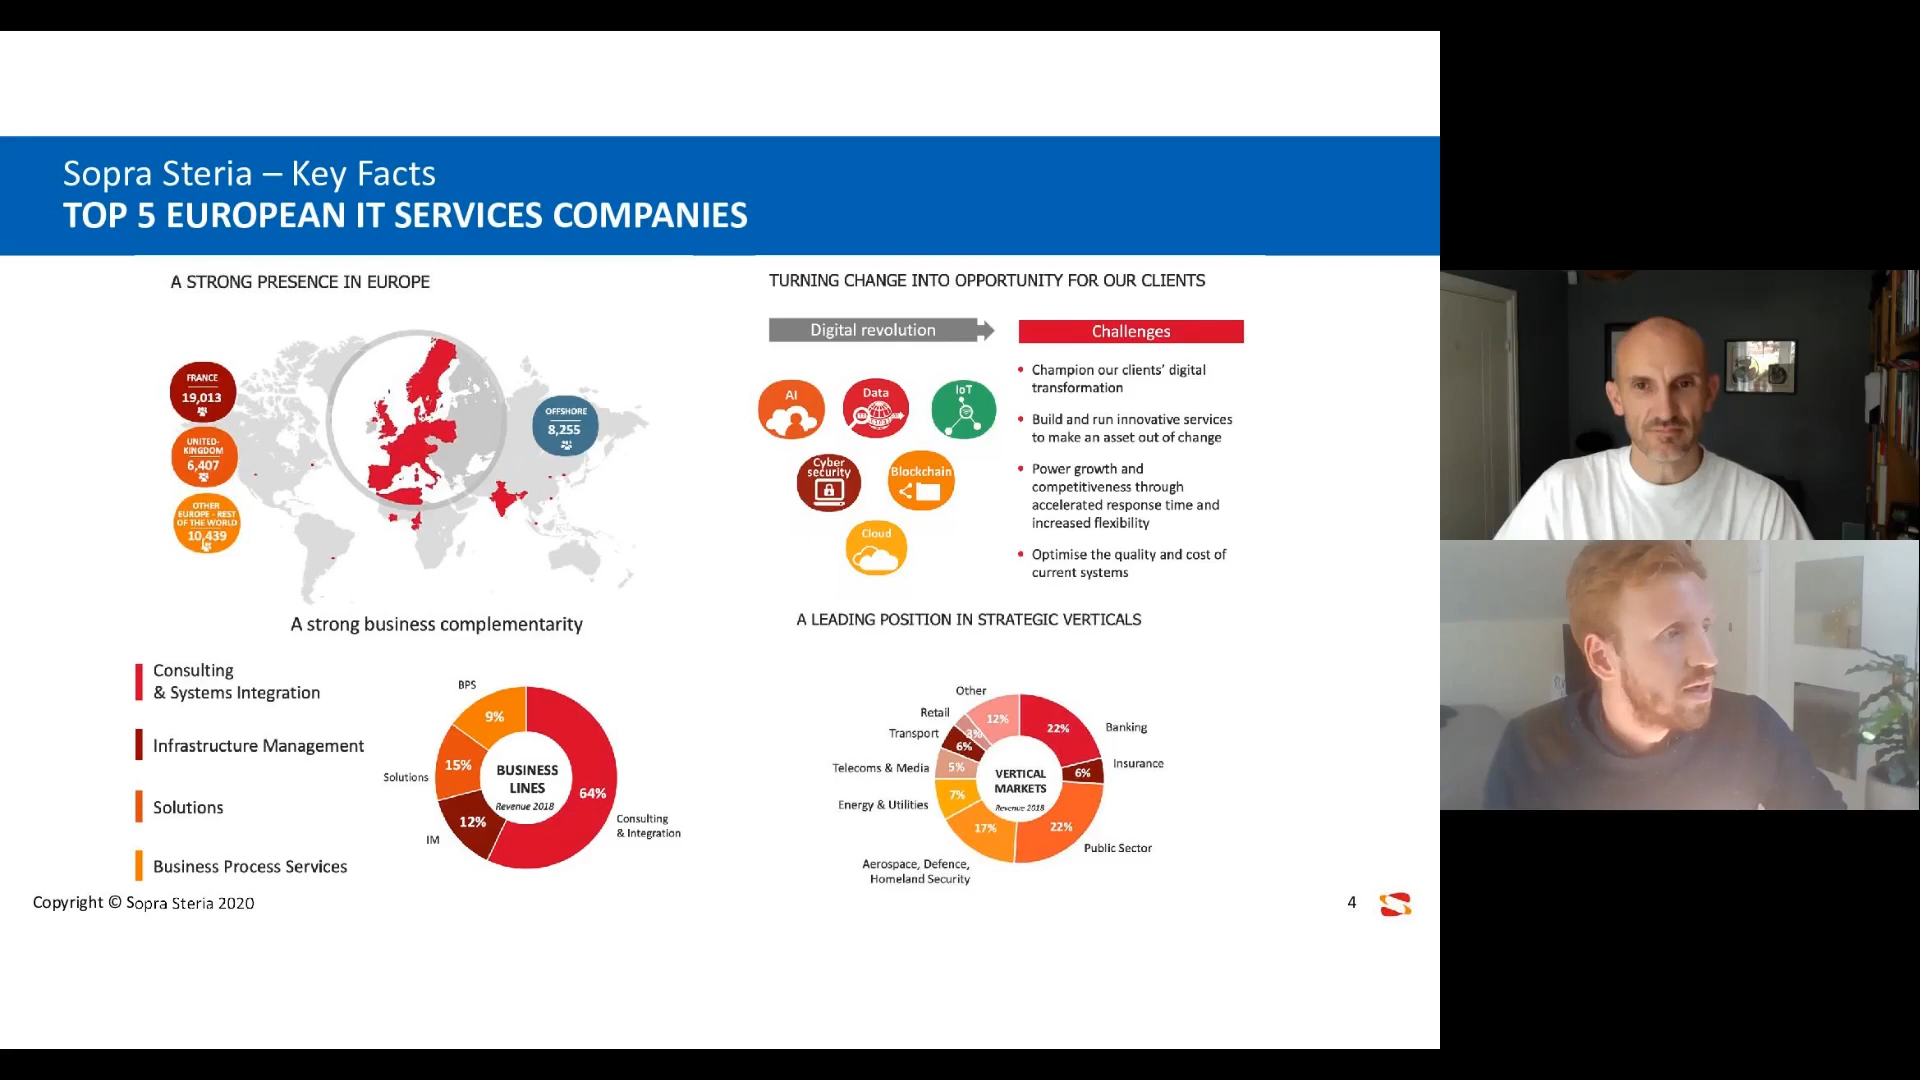 Sopra Steria – Key Facts
TOP 5 EUROPEAN IT SERVICES COMPANIES
A STRONG PRESENCE IN EUROPE
FRANCE
19,013
UNITED-
KINGDOM
6,407
OTHER
EUROPE - REST
OF THE WORLD
10,439
OFFSHORE
8,255
TURNING CHANGE INTO OPPORTUNITY FOR OUR CLIENTS
Digital revolution
AI
Data
IoT
Cyber
security
Blockchain
Cloud
Challenges
• Champion our clients' digital
transformation
• Build and run innovative services
to make an asset out of change
• Power growth and
competitiveness through
accelerated response time and
increased flexibility
• Optimise the quality and cost of
current systems
A strong business complementarity
Consulting
& Systems Integration
Infrastructure Management
Solutions
Business Process Services
BPS
9%
15%
Solutions
12%
IM
64%
Consulting
& Integration
BUSINESS
LINES
Revenue 2018
A LEADING POSITION IN STRATEGIC VERTICALS
Other
12%
Retail
3%
Transport
6%
Telecoms & Media
5%
Energy & Utilities
7%
17%
Aerospace, Defence,
Homeland Security
22%
Banking
6%
Insurance
22%
Public Sector
VERTICAL
MARKETS
Revenue 2018
Copyright © Sopra Steria 2020
4